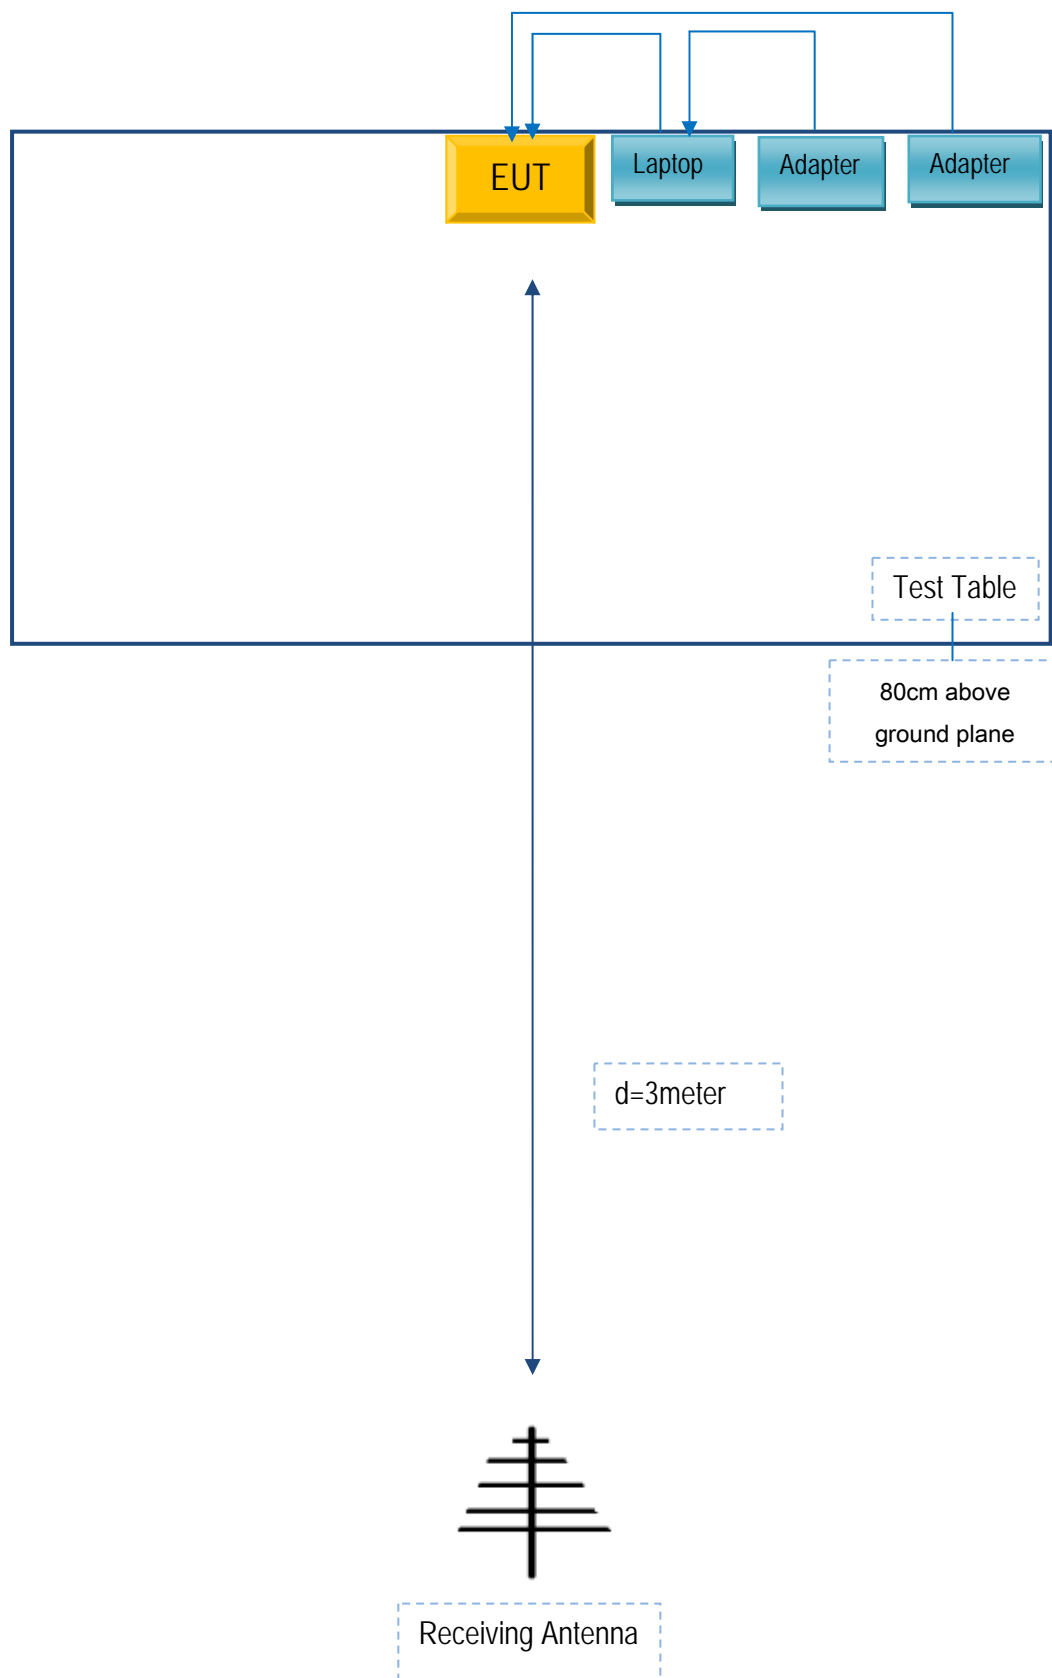 EUT
Laptop
Adapter
Adapter
Test Table
80cm above
ground plane
d=3meter
Receiving Antenna